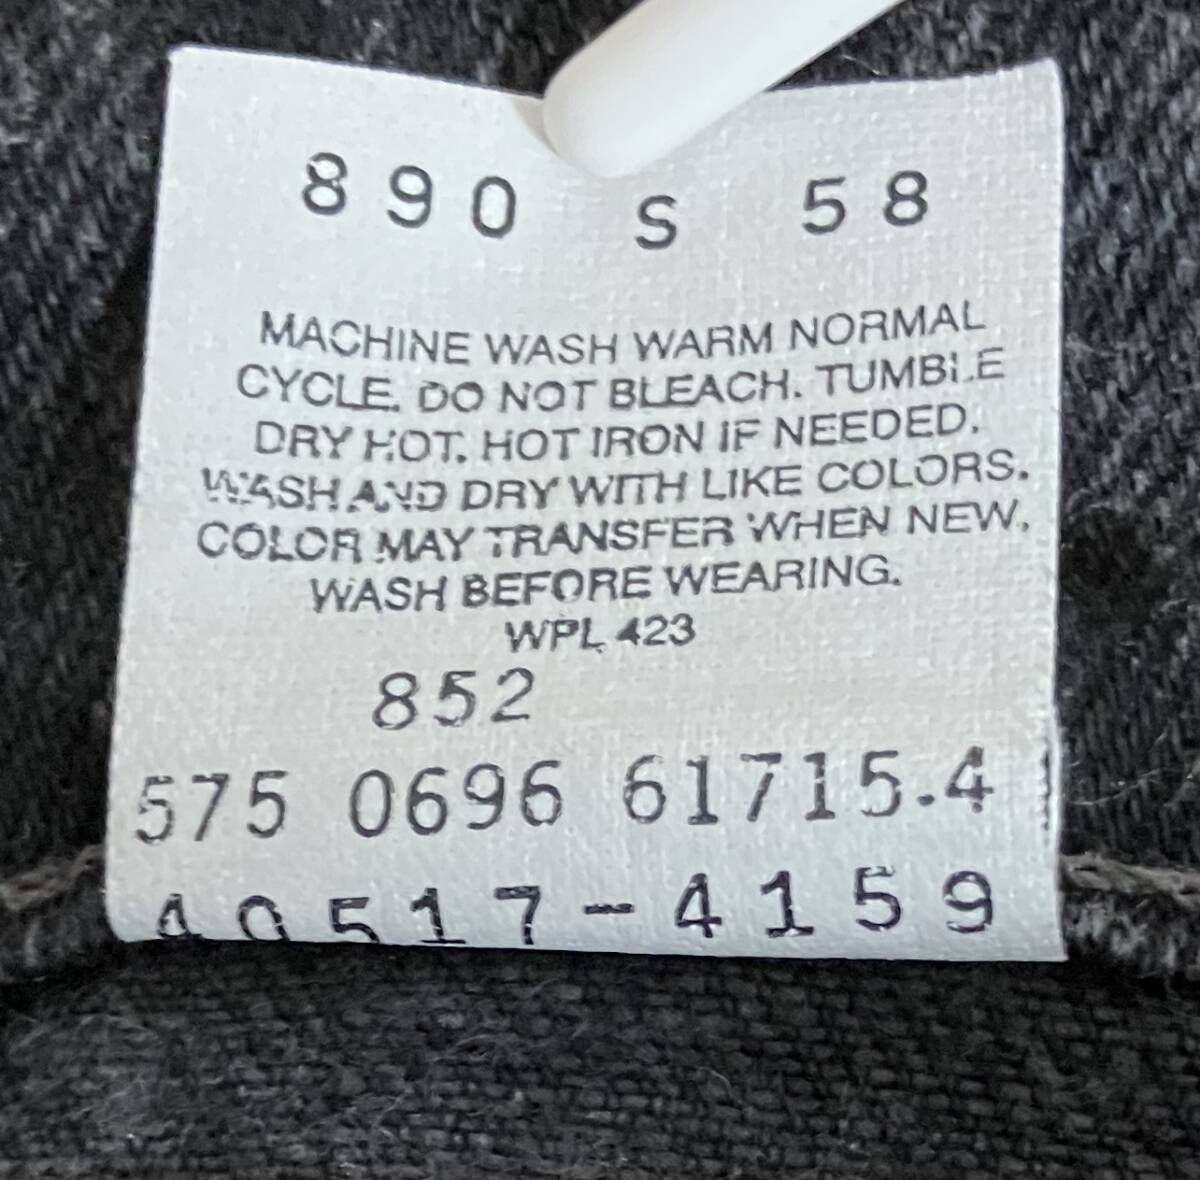 890 S 58
MACHINE WASH WARM NORMAL
CYCLE. DO NOT BLEACH. TUMBLE
DRY HOT. HOT IRON IF NEEDED.
WASH AND DRY WITH LIKE COLORS.
COLOR MAY TRANSFER WHEN NEW.
WASH BEFORE WEARING.
WPL 423
852
575 0696 61715.4
40517-4159